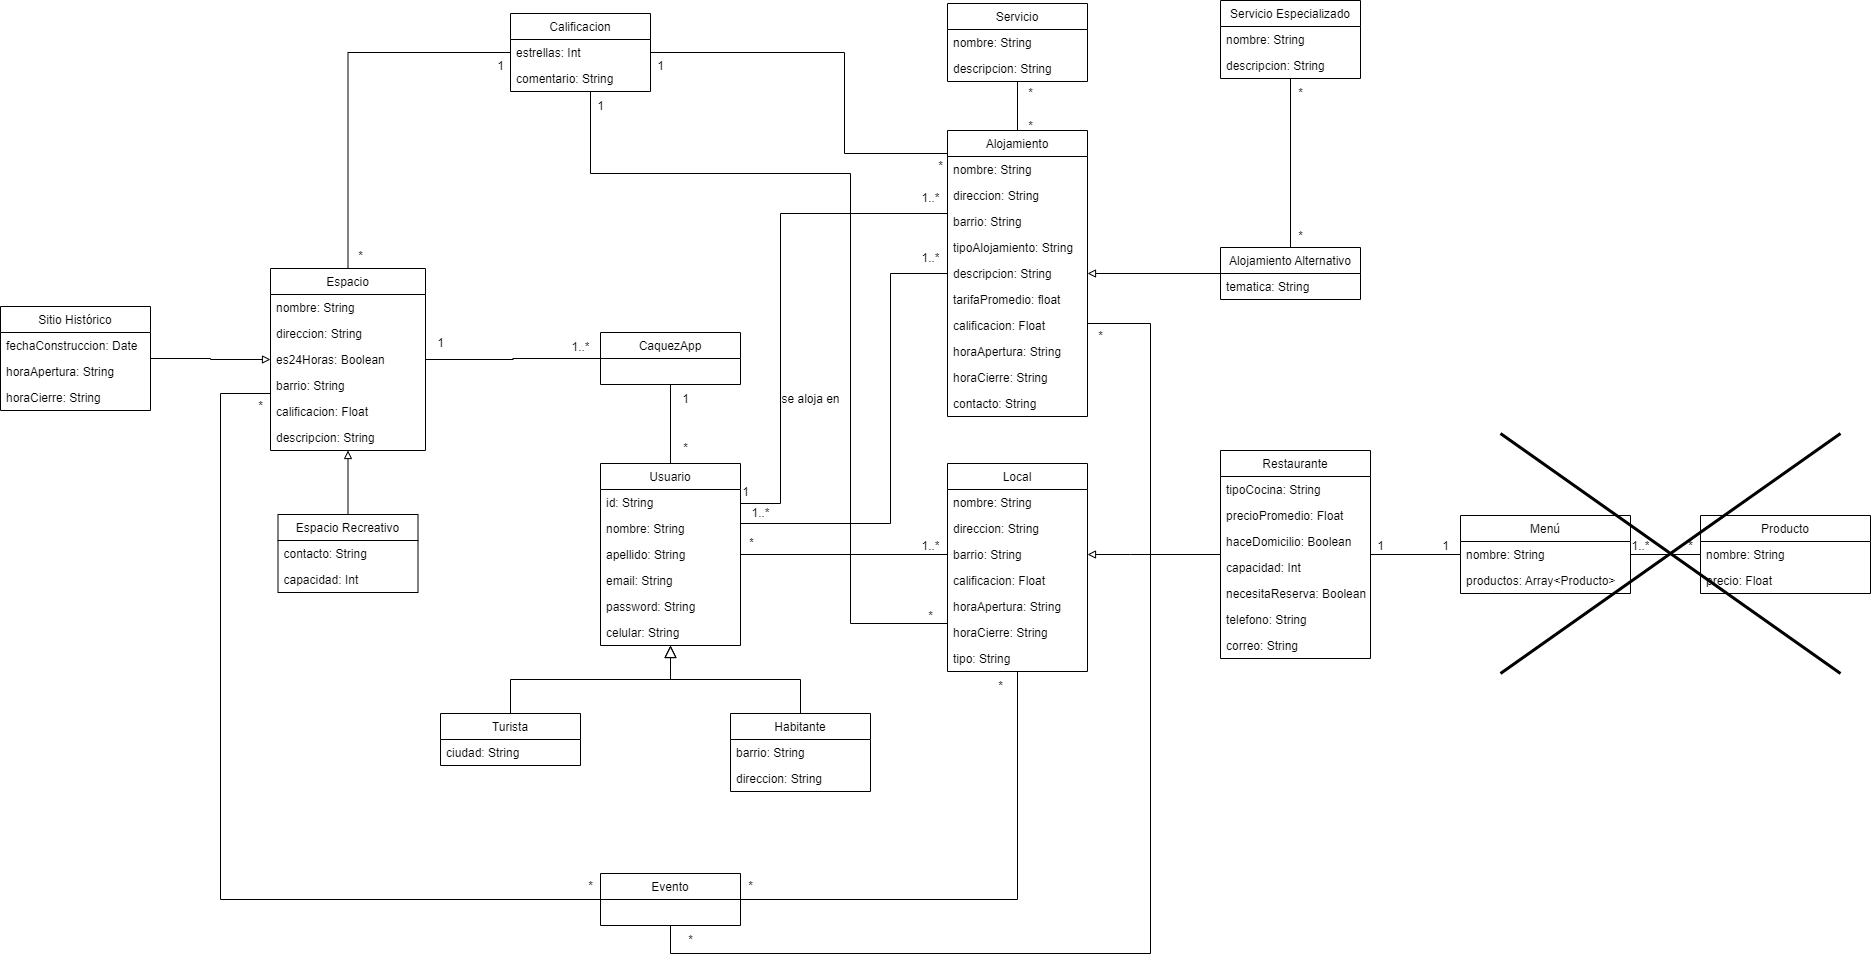 Calificacion
estrellas: Int
comentario: String
1
1
1
Servicio
nombre: String
descripcion: String
*
*
Servicio Especializado
nombre: String
descripcion: String
*
*
Alojamiento
nombre: String
direccion: String
barrio: String
tipoAlojamiento: String
descripcion: String
tarifaPromedio: float
calificacion: Float
horaApertura: String
horaCierre: String
contacto: String
*
1..*
1..*
*
Alojamiento Alternativo
tematica: String
*
Espacio
nombre: String
direccion: String
es24Horas: Boolean
barrio: String
calificacion: Float
descripcion: String
*
1
1..*
Sitio Histórico
fechaConstruccion: Date
horaApertura: String
horaCierre: String
CaquezApp
1
*
se aloja en
Espacio Recreativo
contacto: String
capacidad: Int
Usuario
id: String
nombre: String
apellido: String
email: String
password: String
celular: String
1
1..*
*
1..*
*
Local
nombre: String
direccion: String
barrio: String
calificacion: Float
horaApertura: String
horaCierre: String
tipo: String
*
Restaurante
tipoCocina: String
precioPromedio: Float
haceDomicilio: Boolean
capacidad: Int
necesitaReserva: Boolean
telefono: String
correo: String
1
1
Menú
nombre: String
productos: Array<Producto>
1..*
*
Producto
nombre: String
precio: Float
Turista
ciudad: String
Habitante
barrio: String
direccion: String
*
Evento
*
*